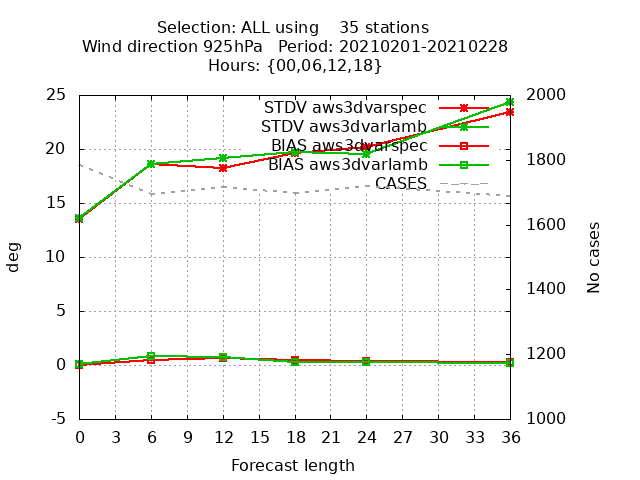 Selection: ALL using    35 stations
Wind direction 925hPa   Period: 20210201-20210228
Hours: {00,06,12,18}
25
20
15
10
5
0
-5
deg
STDV aws3dvarspec
STDV aws3dvarlamb
BIAS aws3dvarspec
BIAS aws3dvarlamb
CASES
2000
1800
1600
1400
1200
1000
No cases
0 3 6 9 12 15 18 21 24 27 30 33 36
Forecast length